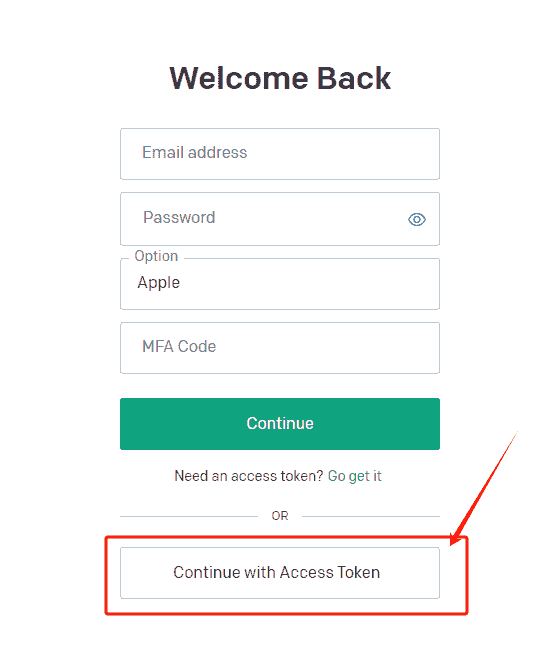 Welcome Back
Email address
Password
Option
Apple
MFA Code
Continue
Need an access token? Go get it
OR
Continue with Access Token